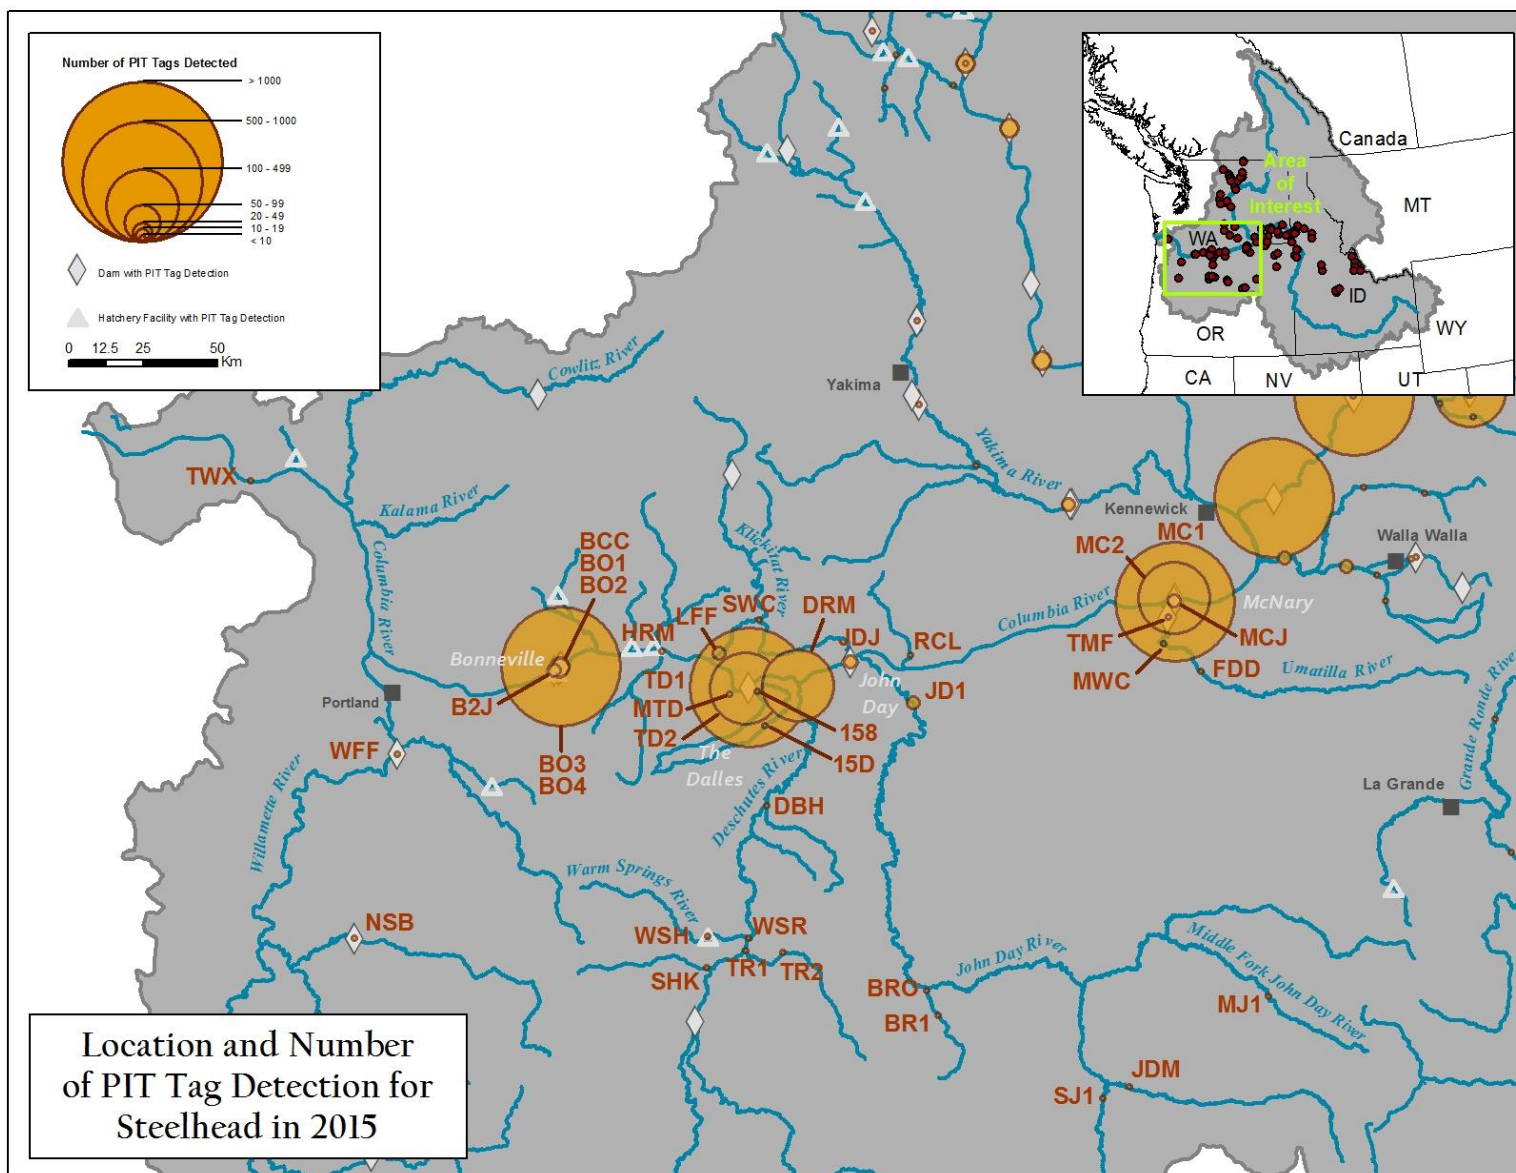 Number of PIT Tags Detected
> 1000
500 - 1000
100 - 499
50 - 99
20 - 49
10 - 19
< 10
Dam with PIT Tag Detection
Hatchery Facility with PIT Tag Detection
0 12.5 25 50
Km
Canada
Area
of
Interest
MT
WA
ID
OR
WY
CA
NV
UT
Cowlitz River
Yakima
TWX
Kalama River
Yakima River
Kennewick
MC1
MC2
Walla Walla
Columbia River
BCC
BO1
BO2
Klickitat River
SWC
LFF
HRM
DRM
IDJ
RCL
Columbia River
McNary
TMF
MCJ
MWC
FDD
Umatilla River
Bonneville
Portland
B2J
TD1
MTD
TD2
John
Day
JD1
158
15D
WFF
BO3
BO4
The
Dalles
Deschutes River
DBH
Grande Ronde River
La Grande
Willamette River
Warm Springs
River
NSB
WSH
WSR
SHK
TR1
TR2
BRO
BR1
John Day River
Middle Fork John Day River
MJ1
JDM
SJ1
Location and Number
of PIT Tag Detection for
Steelhead in 2015